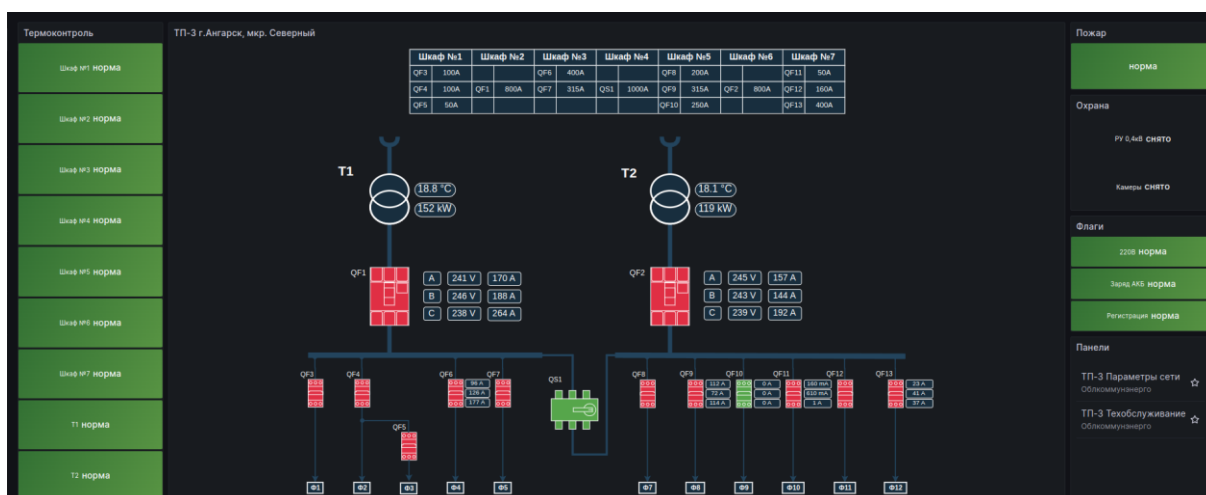 Термоконтроль
Шкаф №1 норма
Шкаф №2 норма
Шкаф №3 норма
Шкаф №4 норма
Шкаф №5 норма
Шкаф №6 норма
Шкаф №7 норма
Т1 норма
Т2 норма
ТП-3 г.Ангарск, мкр. Северный
Шкаф №1 Шкаф №2 Шкаф №3 Шкаф №4 Шкаф №5 Шкаф №6 Шкаф №7
QF3 100A QF6 400A QF8 200A QF11 50A
QF4 100A QF1 800A QF7 315A QS1 1000A QF9 315A QF2 800A QF12 160A
QF5 50A QF10 250A QF13 400A
T1
18.8 °C
152 kW
T2
18.1 °C
119 kW
QF1
A 241 V 170 A
B 246 V 188 A
C 238 V 264 A
QF2
A 245 V 157 A
B 243 V 144 A
C 239 V 192 A
QF3 QF4 QF6 QF7 QS1 QF8 QF9 QF10 QF11 QF12 QF13
96 A 112 A 0 A 160 mA 23 A
129 A 72 A 0 A 610 mA 41 A
177 A 114 A 0 A 1 A 37 A
QF5
Ф1 Ф2 Ф3 Ф4 Ф5 Ф7 Ф8 Ф9 Ф10 Ф11 Ф12
Пожар
норма
Охрана
РУ 0,4кВ снято
Камеры снято
Флаги
220В норма
Заряд АКБ норма
Регистрация норма
Панели
ТП-3 Параметры сети
Облкоммунэнерго
ТП-3 Техобслуживание
Облкоммунэнерго